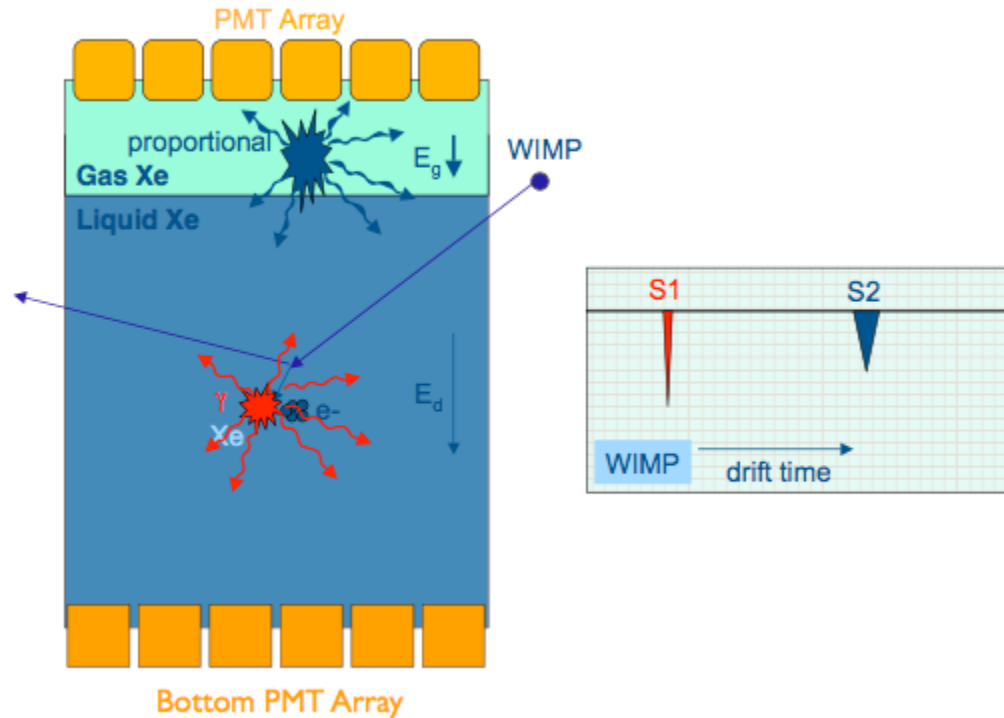 PMT Array
proportional
Eg
WIMP
Gas Xe
Liquid Xe
S1
S2
γ
e-
Ed
Xe
WIMP
drift time
Bottom PMT Array